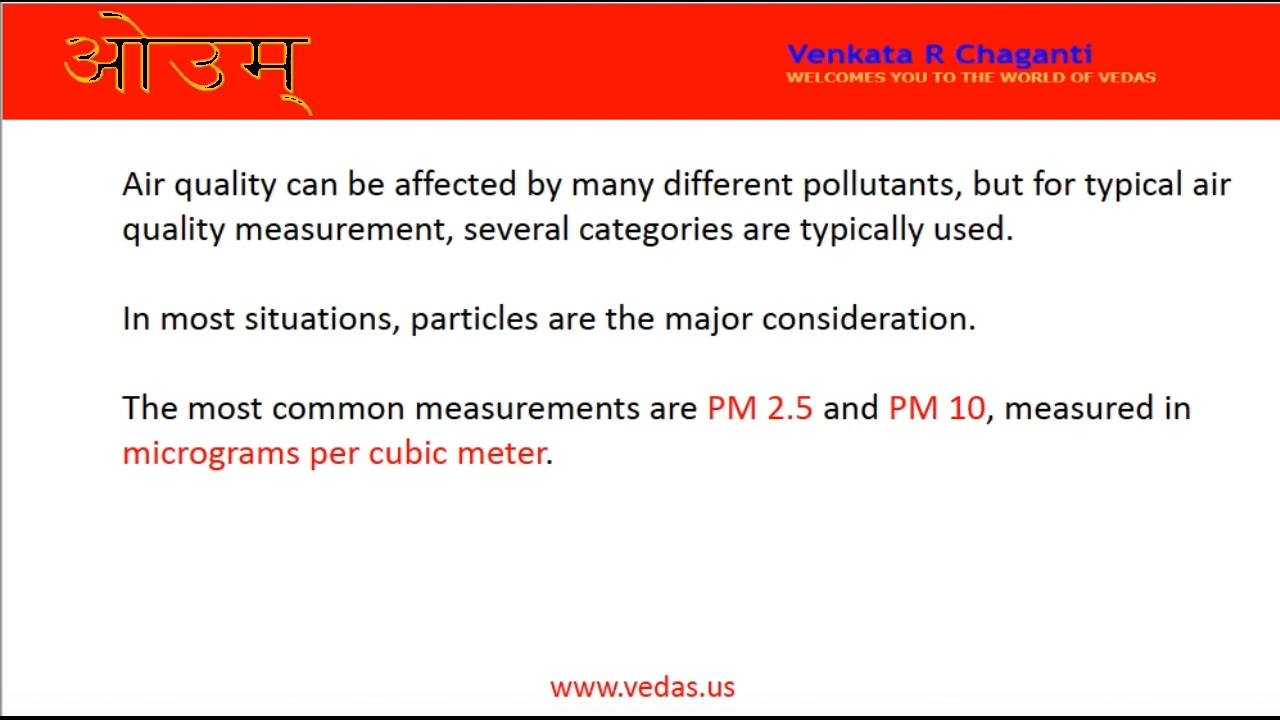 ओउम्
Venkata R Chaganti
WELCOMES YOU TO THE WORLD OF VEDAS
Air quality can be affected by many different pollutants, but for typical air
quality measurement, several categories are typically used.
In most situations, particles are the major consideration.
The most common measurements are PM 2.5 and PM 10, measured in
micrograms per cubic meter.
www.vedas.us